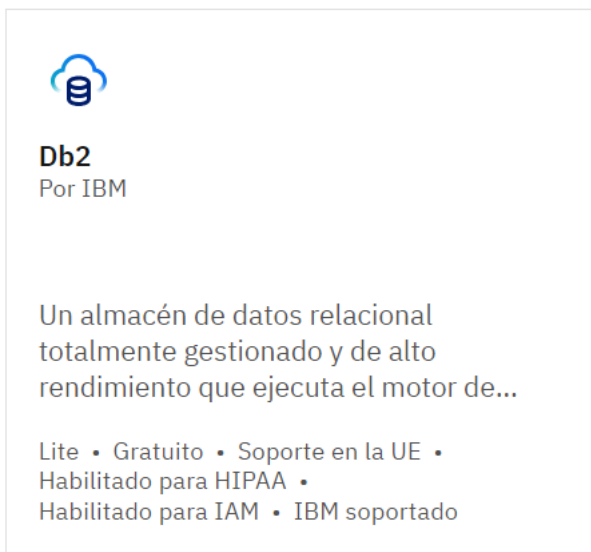 Db2
Por IBM
Un almacén de datos relacional
totalmente gestionado y de alto
rendimiento que ejecuta el motor de...
Lite • Gratuito • Soporte en la UE •
Habilitado para HIPAA •
Habilitado para IAM • IBM soportado